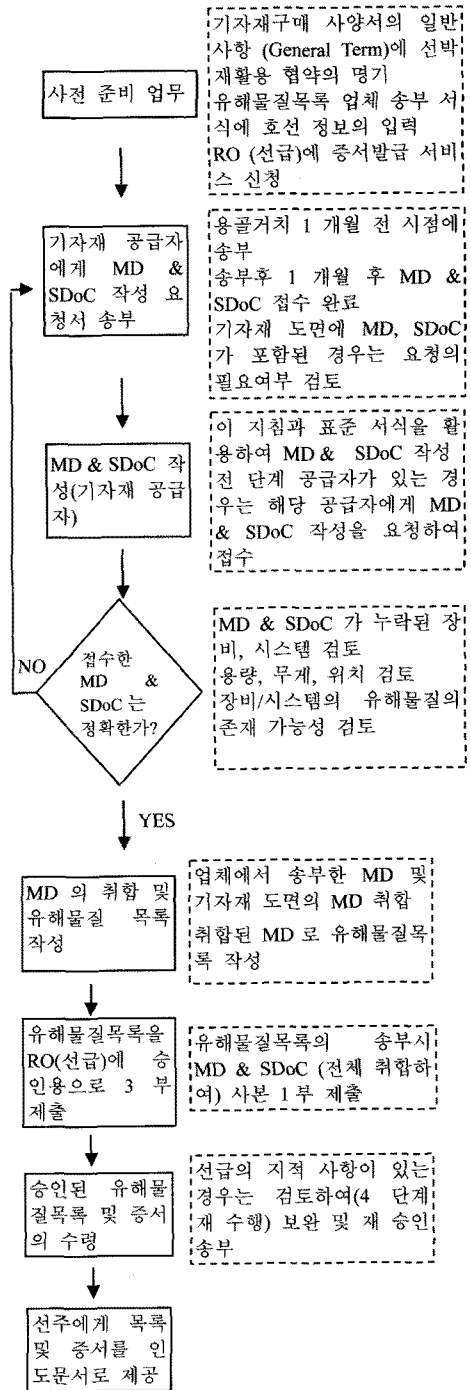 기자재구매 사양서의 일반
사항 (General Term)에 선박
재활용 협약의 명기
유해물질목록 업체 송부 서
식에 호선 정보의 입력
RO (선급)에 증서발급 서비
스 신청
사전 준비 업무
기자재 공급자
에게 MD &
SDoC 작성 요
청서 송부
용골거치 1 개월 전 시점에
송부
송부후 1 개월 후 MD &
SDoC 접수 완료
기자재 도면에 MD, SDoC
가 포함된 경우는 요청의
필요여부 검토
MD & SDoC 작
성(기자재 공급
자)
이 지침과 표준 서식을 활
용하여 MD & SDoC 작성
전 단계 공급자가 있는 경
우는 해당 공급자에게 MD
& SDoC 작성을 요청하여
접수
NO
접수한
MD &
SDoC 는
정확한가?
MD & SDoC 가 누락된 장
비, 시스템 검토
용량, 무게, 위치 검토
장비/시스템의 유해물질의
존재 가능성 검토
YES
MD 의 취합 및
유해물질 목록
작성
업체에서 송부한 MD 및
기자재 도면의 MD 취합
취합된 MD 로 유해물질목
록 작성
유해물질목록을
RO(선급)에 승
인용으로 3 부
제출
유해물질목록의 송부시
MD & SDoC (전체 취합하
여) 사본 1 부 제출
승인된 유해물
질목록 및 증서
의 수령
선급의 지적 사항이 있는
경우는 검토하여(4 단계
재 수행) 보완 및 재 승인
송부
선주에게 목록
및 증서를 인
도문서로 제공